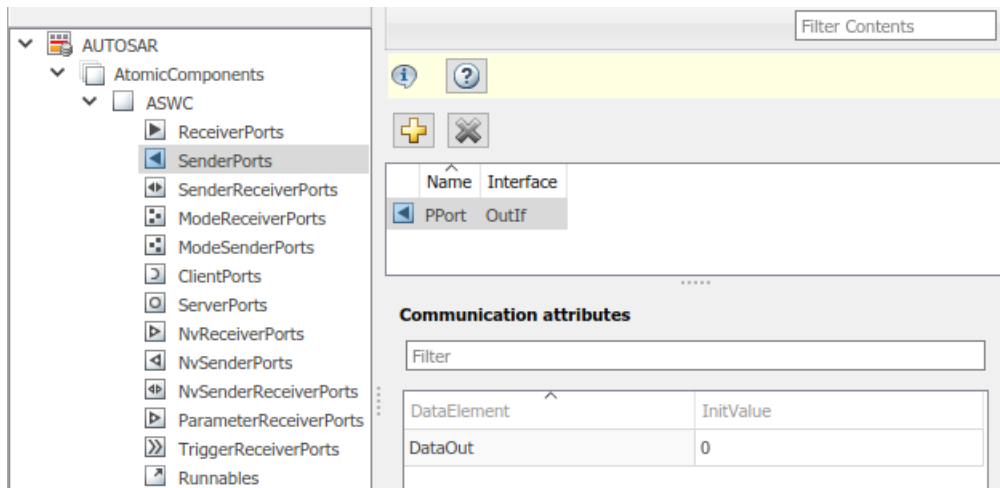 AUTOSAR
AtomicComponents
ASWC
ReceiverPorts
SenderPorts
SenderReceiverPorts
ModeReceiverPorts
ModeSenderPorts
ClientPorts
ServerPorts
NvReceiverPorts
NvSenderPorts
NvSenderReceiverPorts
ParameterReceiverPorts
TriggerReceiverPorts
Runnables
Filter Contents
Name Interface
PPort OutIf
Communication attributes
Filter
DataElement InitValue
DataOut 0